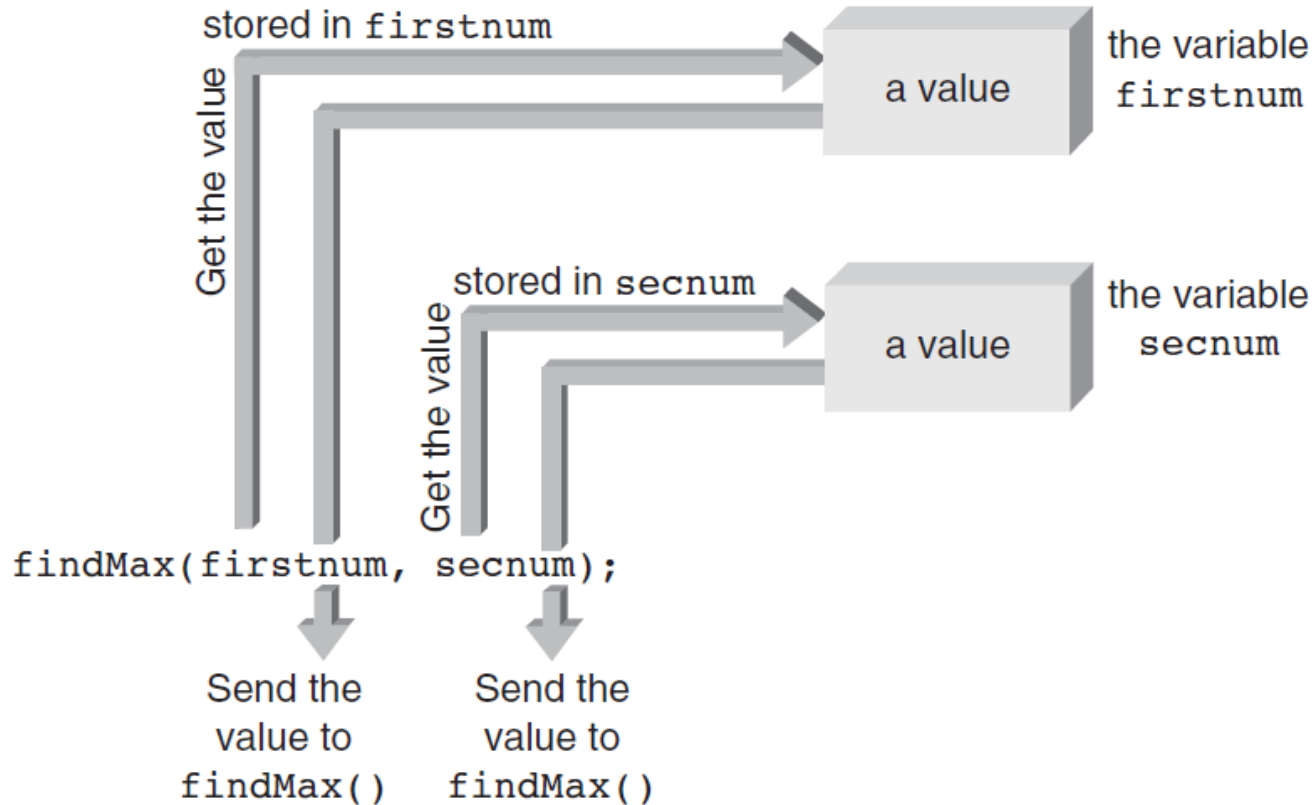 stored in firstnum
Get the value
a value
the variable
firstnum
stored in secnum
Get the value
a value
the variable
secnum
findMax(firstnum, secnum);
Send the
value to
findMax()
Send the
value to
findMax()